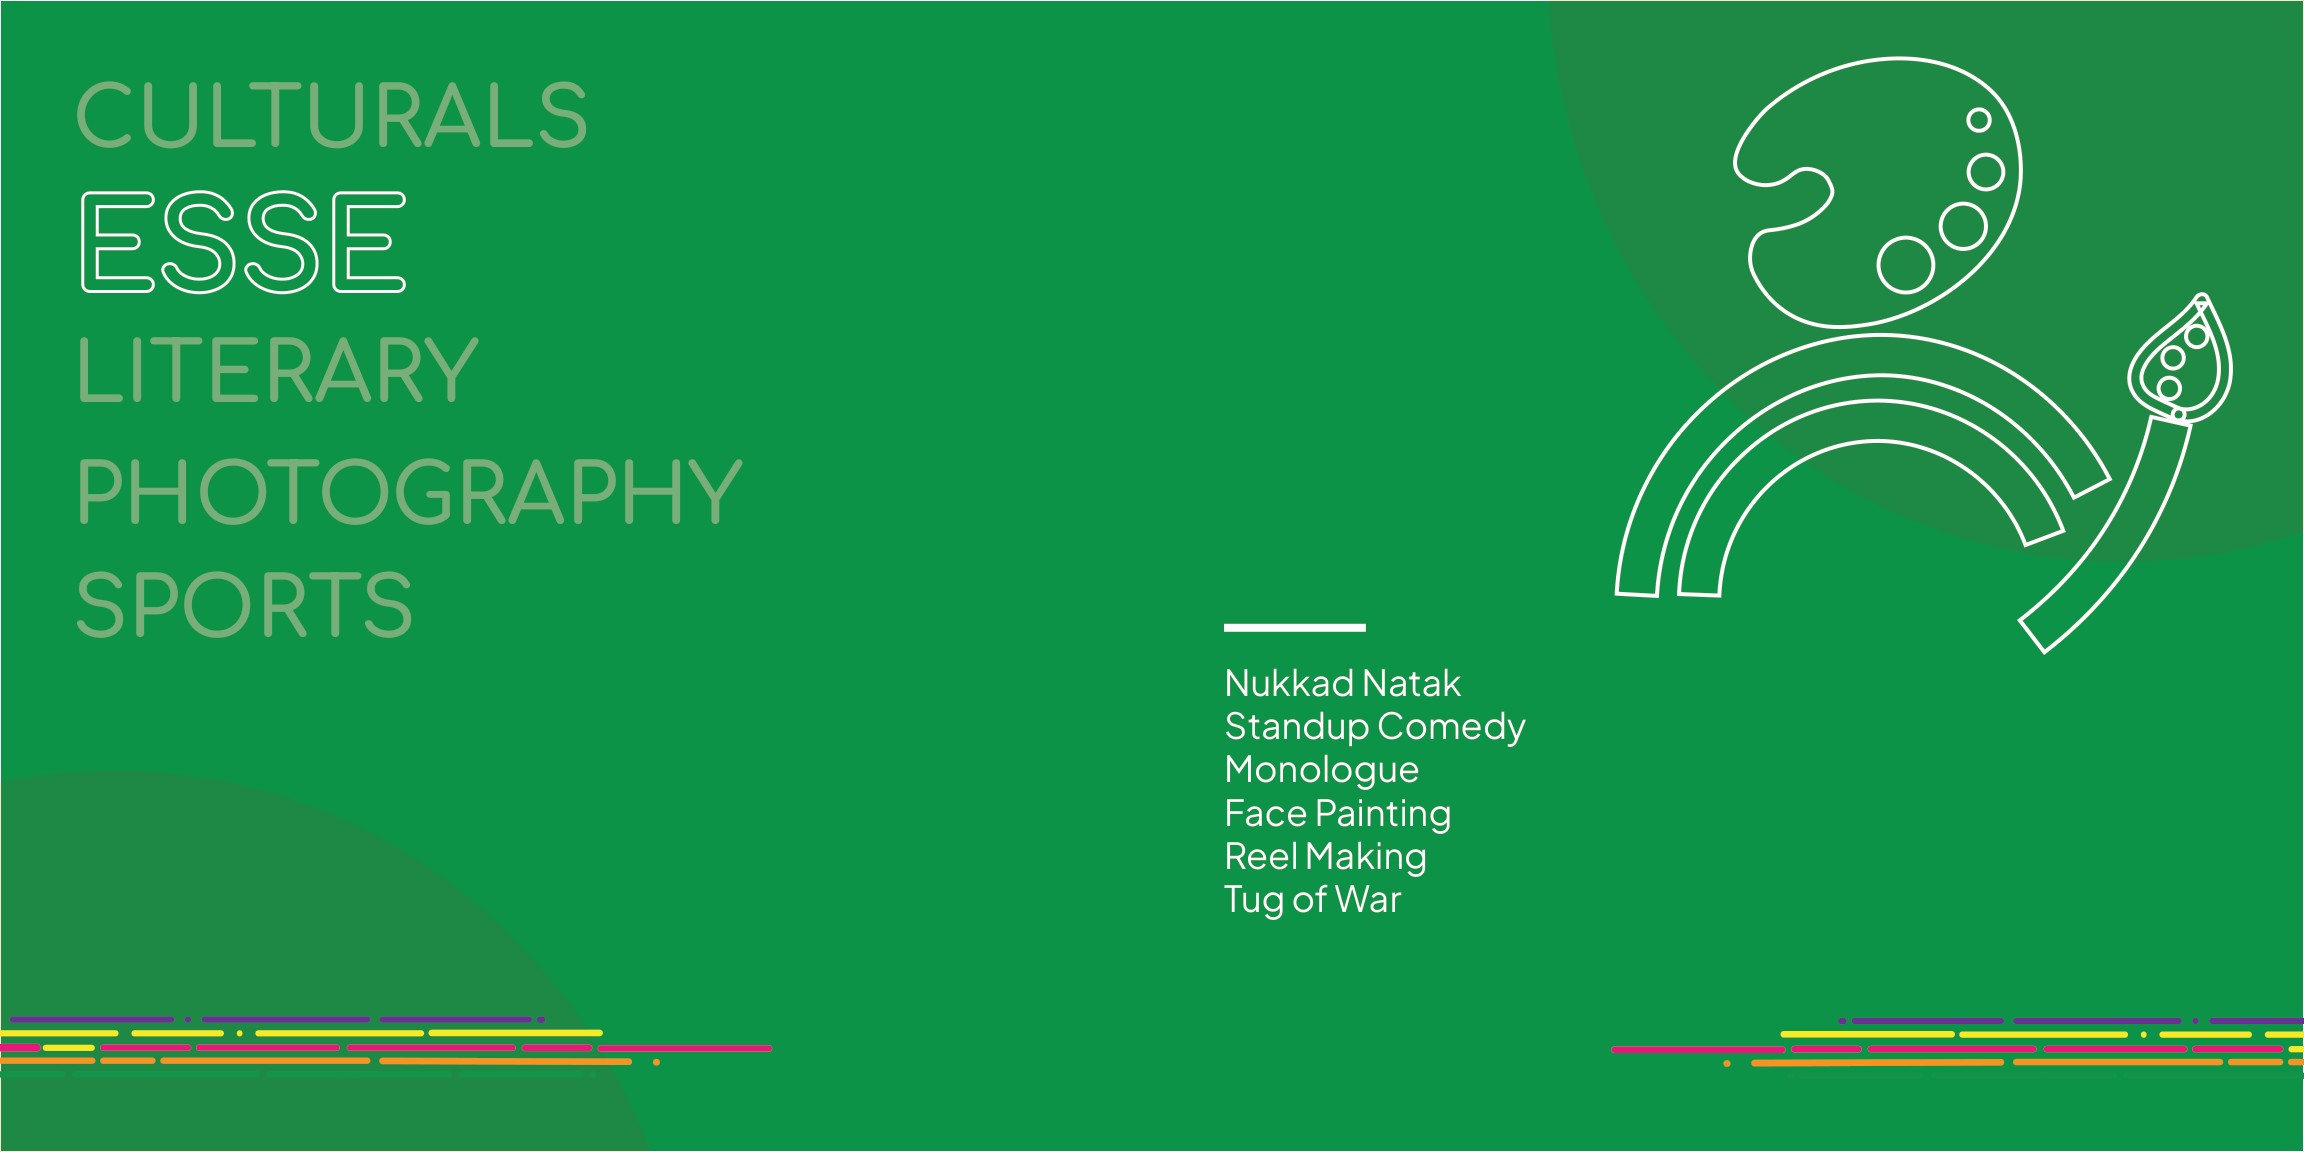 CULTURALS
ESSE
LITERARY
PHOTOGRAPHY
SPORTS
Nukkad Natak
Standup Comedy
Monologue
Face Painting
Reel Making
Tug of War